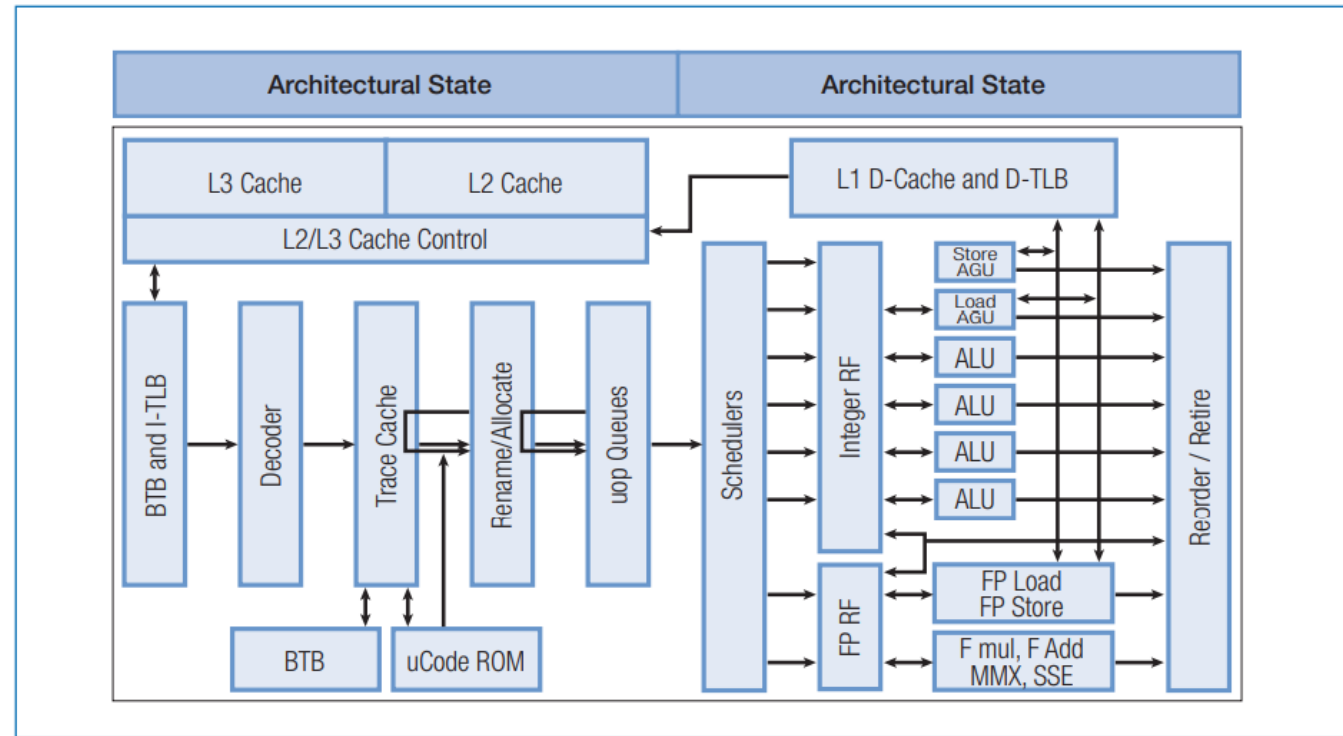 Architectural State
Architectural State
L3 Cache
L2 Cache
L2/L3 Cache Control
L1 D-Cache and D-TLB
BTB and I-TLB
Decoder
Trace Cache
Rename/Allocate
uop Queues
BTB
uCode ROM
Schedulers
Integer RF
FP RF
Store
AGU
Load
AGU
ALU
ALU
ALU
ALU
FP Load
FP Store
F mul, F Add
MMX, SSE
Reorder / Retire